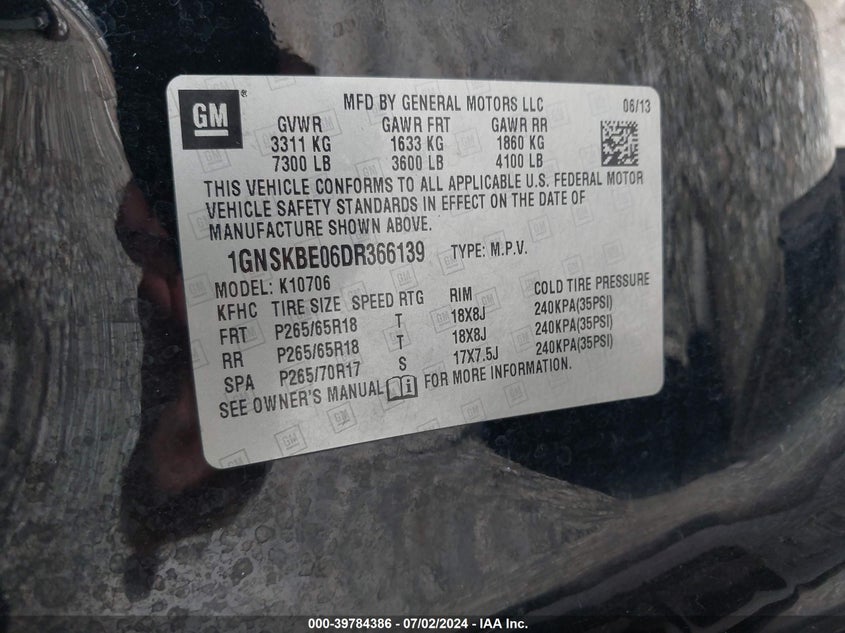 GM ® MFD BY GENERAL MOTORS LLC 06/13
GVWR GAWR FRT GAWR RR
3311 KG 1633 KG 1860 KG
7300 LB 3600 LB 4100 LB
THIS VEHICLE CONFORMS TO ALL APPLICABLE U.S. FEDERAL MOTOR
VEHICLE SAFETY STANDARDS IN EFFECT ON THE DATE OF
MANUFACTURE SHOWN ABOVE.
1GNSKBE06DR366139 TYPE: M.P.V.
MODEL: K10706
KFHC TIRE SIZE SPEED RTG RIM COLD TIRE PRESSURE
FRT P265/65R18 T 18X8J 240KPA(35PSI)
RR P265/65R18 T 18X8J 240KPA(35PSI)
SPA P265/70R17 S 17X7.5J 240KPA(35PSI)
SEE OWNER'S MANUAL FOR MORE INFORMATION.
000-39784386 - 07/02/2024 - IAA Inc.